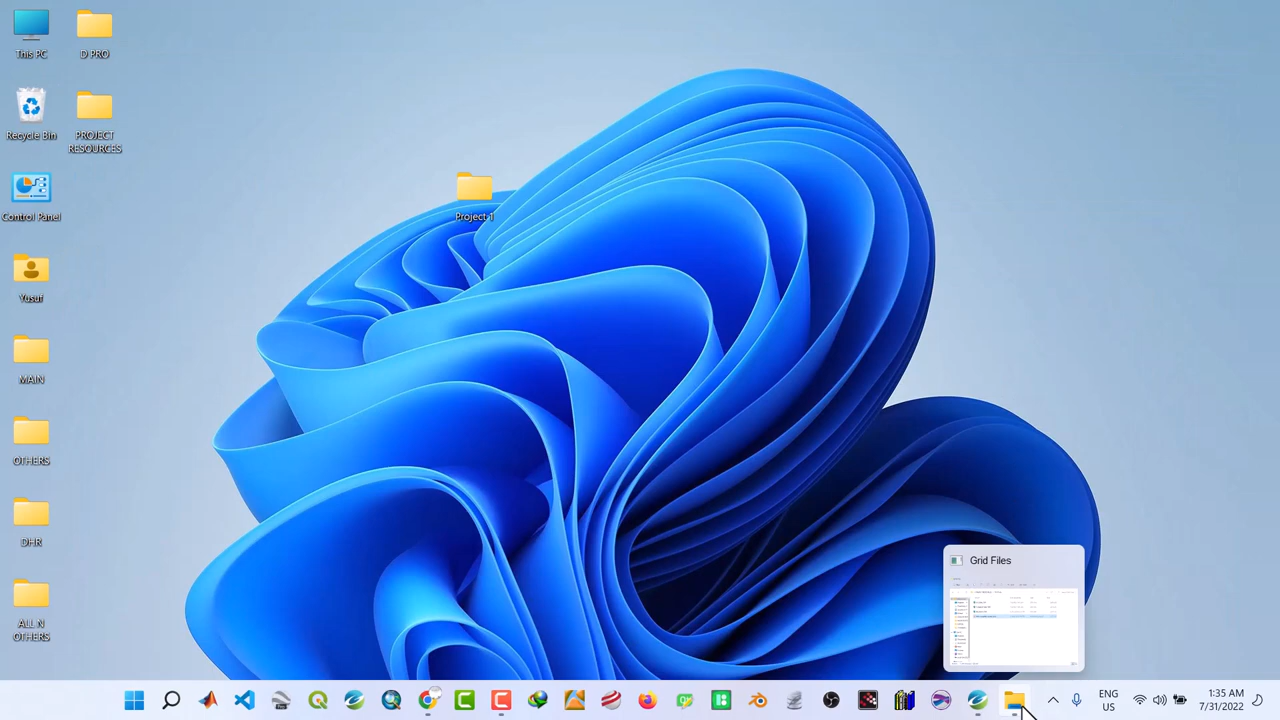 This PC
D PRO
Recycle Bin
PROJECT
RESOURCES
Control Panel
Project 1
Yusuf
MAIN
OTHERS
DHR
ALL N
OTHERS
Grid Files
ENG
US
1:35 AM
7/31/2022